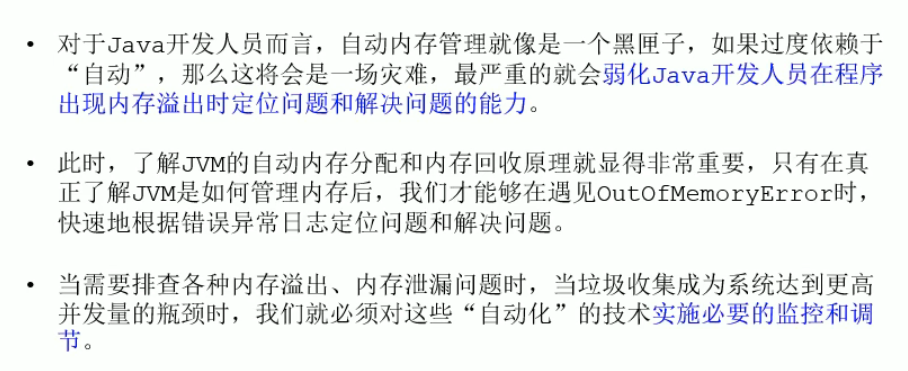 • 对于Java开发人员而言，自动内存管理就像是一个黑匣子，如果过度依赖于
“自动”，那么这将会是一场灾难，最严重的就会弱化Java开发人员在程序
出现内存溢出时定位问题和解决问题的能力。
• 此时，了解JVM的自动内存分配和内存回收原理就显得非常重要，只有在真
正了解JVM是如何管理内存后，我们才能够在遇见OutOfMemoryError时，
快速地根据错误异常日志定位问题和解决问题。
• 当需要排查各种内存溢出、内存泄漏问题时，当垃圾收集成为系统达到更高
并发量的瓶颈时，我们就必须对这些“自动化”的技术实施必要的监控和调
节。